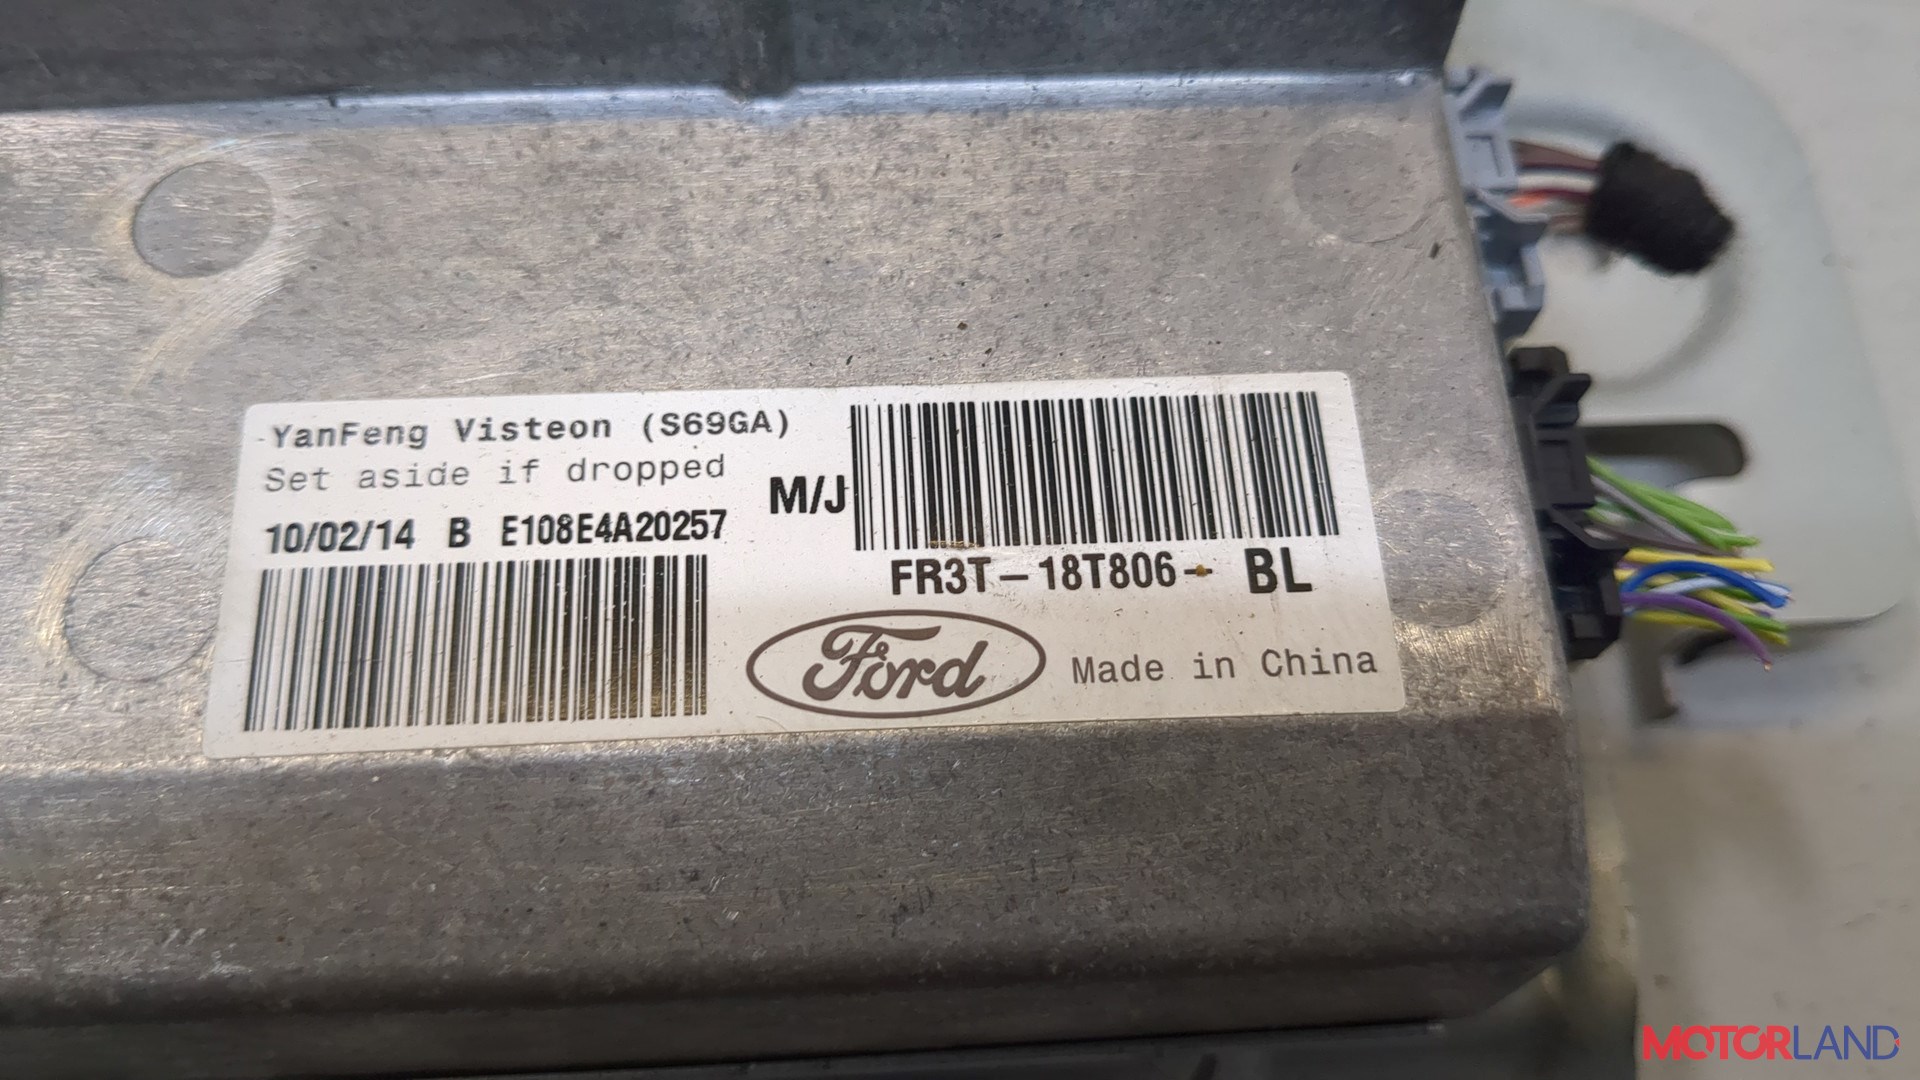 YanFeng Visteon (S69GA)
Set aside if dropped
10/02/14 B E108E4A20257
M/J
FR3T-18T806- BL
Ford
Made in China
MOTORLAND